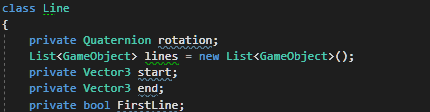 class Line
{
private Quaternion rotation;
List<GameObject> lines = new List<GameObject>();
private Vector3 start;
private Vector3 end;
private bool FirstLine;